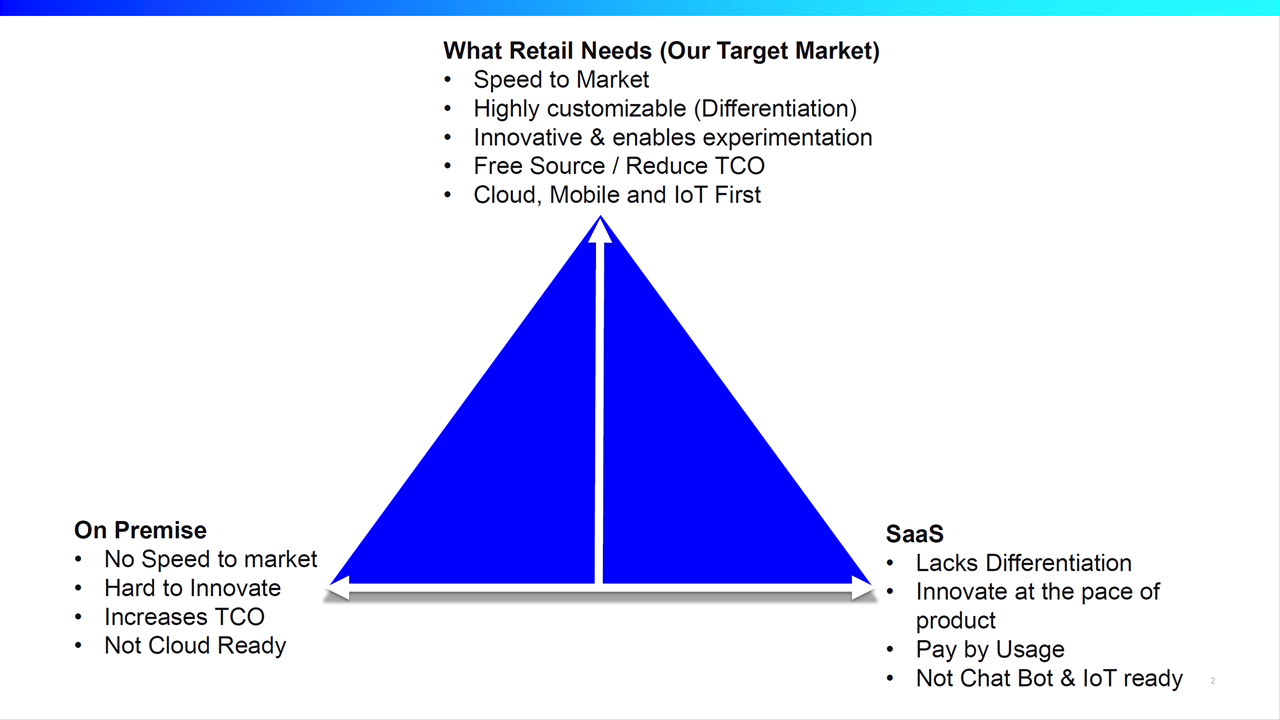 What Retail Needs (Our Target Market)
• Speed to Market
• Highly customizable (Differentiation)
• Innovative & enables experimentation
• Free Source / Reduce TCO
• Cloud, Mobile and IoT First
On Premise
• No Speed to market
• Hard to Innovate
• Increases TCO
• Not Cloud Ready
SaaS
• Lacks Differentiation
• Innovate at the pace of
product
• Pay by Usage
• Not Chat Bot & IoT ready
2